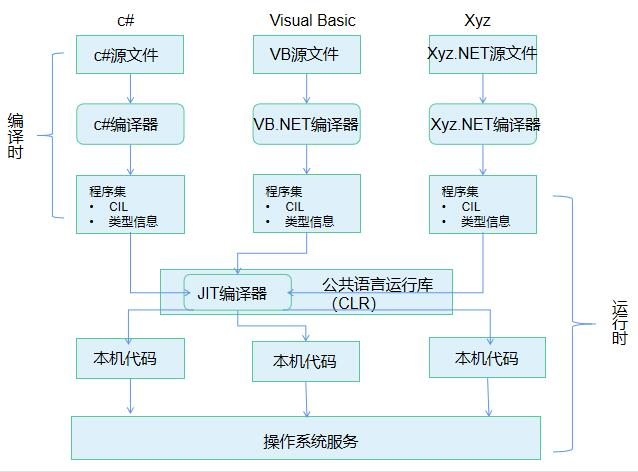 c#
Visual Basic
Xyz
c#源文件
VB源文件
Xyz.NET源文件
编译时
c#编译器
VB.NET编译器
Xyz.NET编译器
程序集
• CIL
• 类型信息
程序集
• CIL
• 类型信息
程序集
• CIL
• 类型信息
JIT编译器
公共语言运行库
（CLR）
运行时
本机代码
本机代码
本机代码
操作系统服务